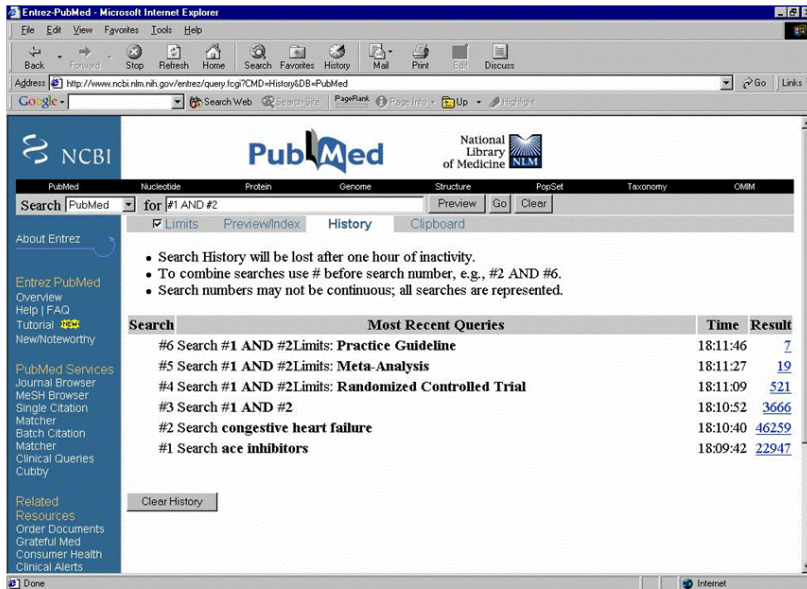 Entrez-PubMed - Microsoft Internet Explorer
File Edit View Favorites Tools Help
Back Forward Stop Refresh Home Search Favorites History Mail Print Edit Discuss
Address http://www.ncbi.nlm.nih.gov/entrez/query.fcgi?CMD=History&DB=PubMed Go Links
Google Search Web Search Site PageRank Page Info Up Highlight
NCBI
PubMed
National
Library
of Medicine NLM
PubMed Nucleotide Protein Genome Structure PopSet Taxonomy OMIM
Search PubMed for #1 AND #2 Preview Go Clear
Limits Preview/Index History Clipboard
About Entrez
Entrez PubMed
Overview
Help | FAQ
Tutorial NEW
New/Noteworthy
PubMed Services
Journal Browser
MeSH Browser
Single Citation
Matcher
Batch Citation
Matcher
Clinical Queries
Cubby
Related
Resources
Order Documents
Grateful Med
Consumer Health
Clinical Alerts
• Search History will be lost after one hour of inactivity.
• To combine searches use # before search number, e.g., #2 AND #6.
• Search numbers may not be continuous; all searches are represented.
Search Most Recent Queries Time Result
#6 Search #1 AND #2Limits: Practice Guideline 18:11:46 7
#5 Search #1 AND #2Limits: Meta-Analysis 18:11:27 19
#4 Search #1 AND #2Limits: Randomized Controlled Trial 18:11:09 521
#3 Search #1 AND #2 18:10:52 3666
#2 Search congestive heart failure 18:10:40 46259
#1 Search ace inhibitors 18:09:42 22947
Clear History
Done Internet